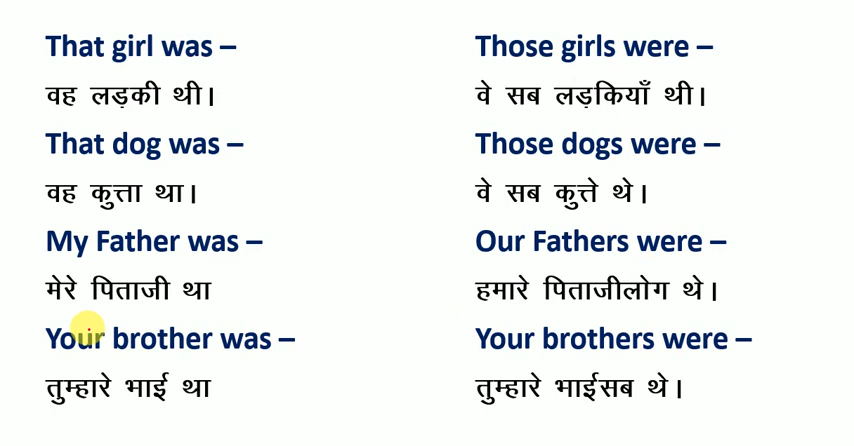 That girl was –
वह लड़की थी।
That dog was –
वह कुत्ता था।
My Father was –
मेरे पिताजी था
Your brother was –
तुम्हारे भाई था
Those girls were –
वे सब लड़कियाँ थी।
Those dogs were –
वे सब कुत्ते थे।
Our Fathers were –
हमारे पिताजीलोग थे।
Your brothers were –
तुम्हारे भाईसब थे।